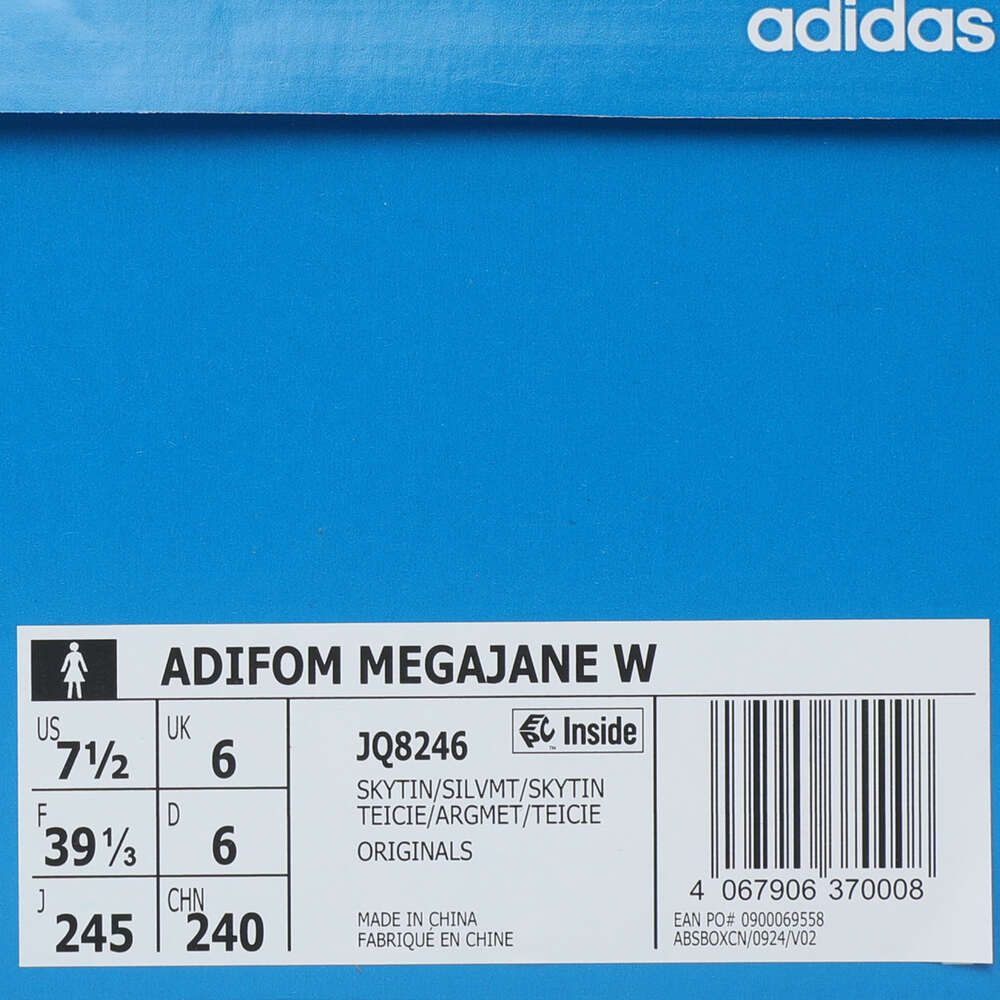 adidas
ADIFOM MEGAJANE W
US 7½
UK 6
F 39⅓
D 6
J 245
CHN 240
JQ8246
EPC Inside
TM
SKYTIN/SILVMT/SKYTIN
TEICIE/ARGMET/TEICIE
ORIGINALS
MADE IN CHINA
FABRIQUÉ EN CHINE
4 067906 370008
EAN PO# 0900069558
ABSBOXCN/0924/V02